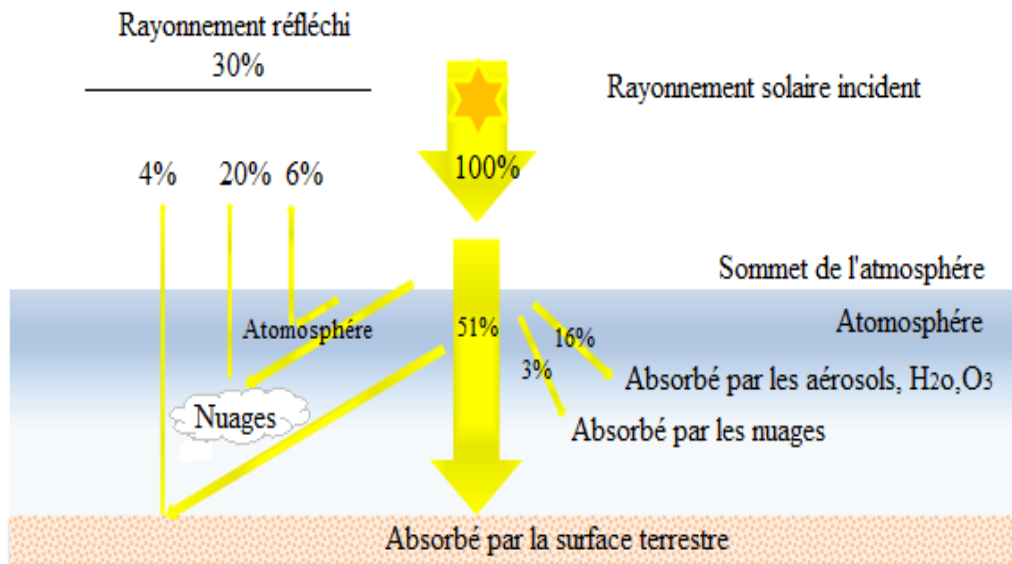 Rayonnement réfléchi
30%
Rayonnement solaire incident
100%
4% 20% 6%
Sommet de l'atmosphére
Atomosphére
51%
Atomosphére
16%
3%
Absorbé par les aérosols, H2o,O3
Nuages
Absorbé par les nuages
Absorbé par la surface terrestre